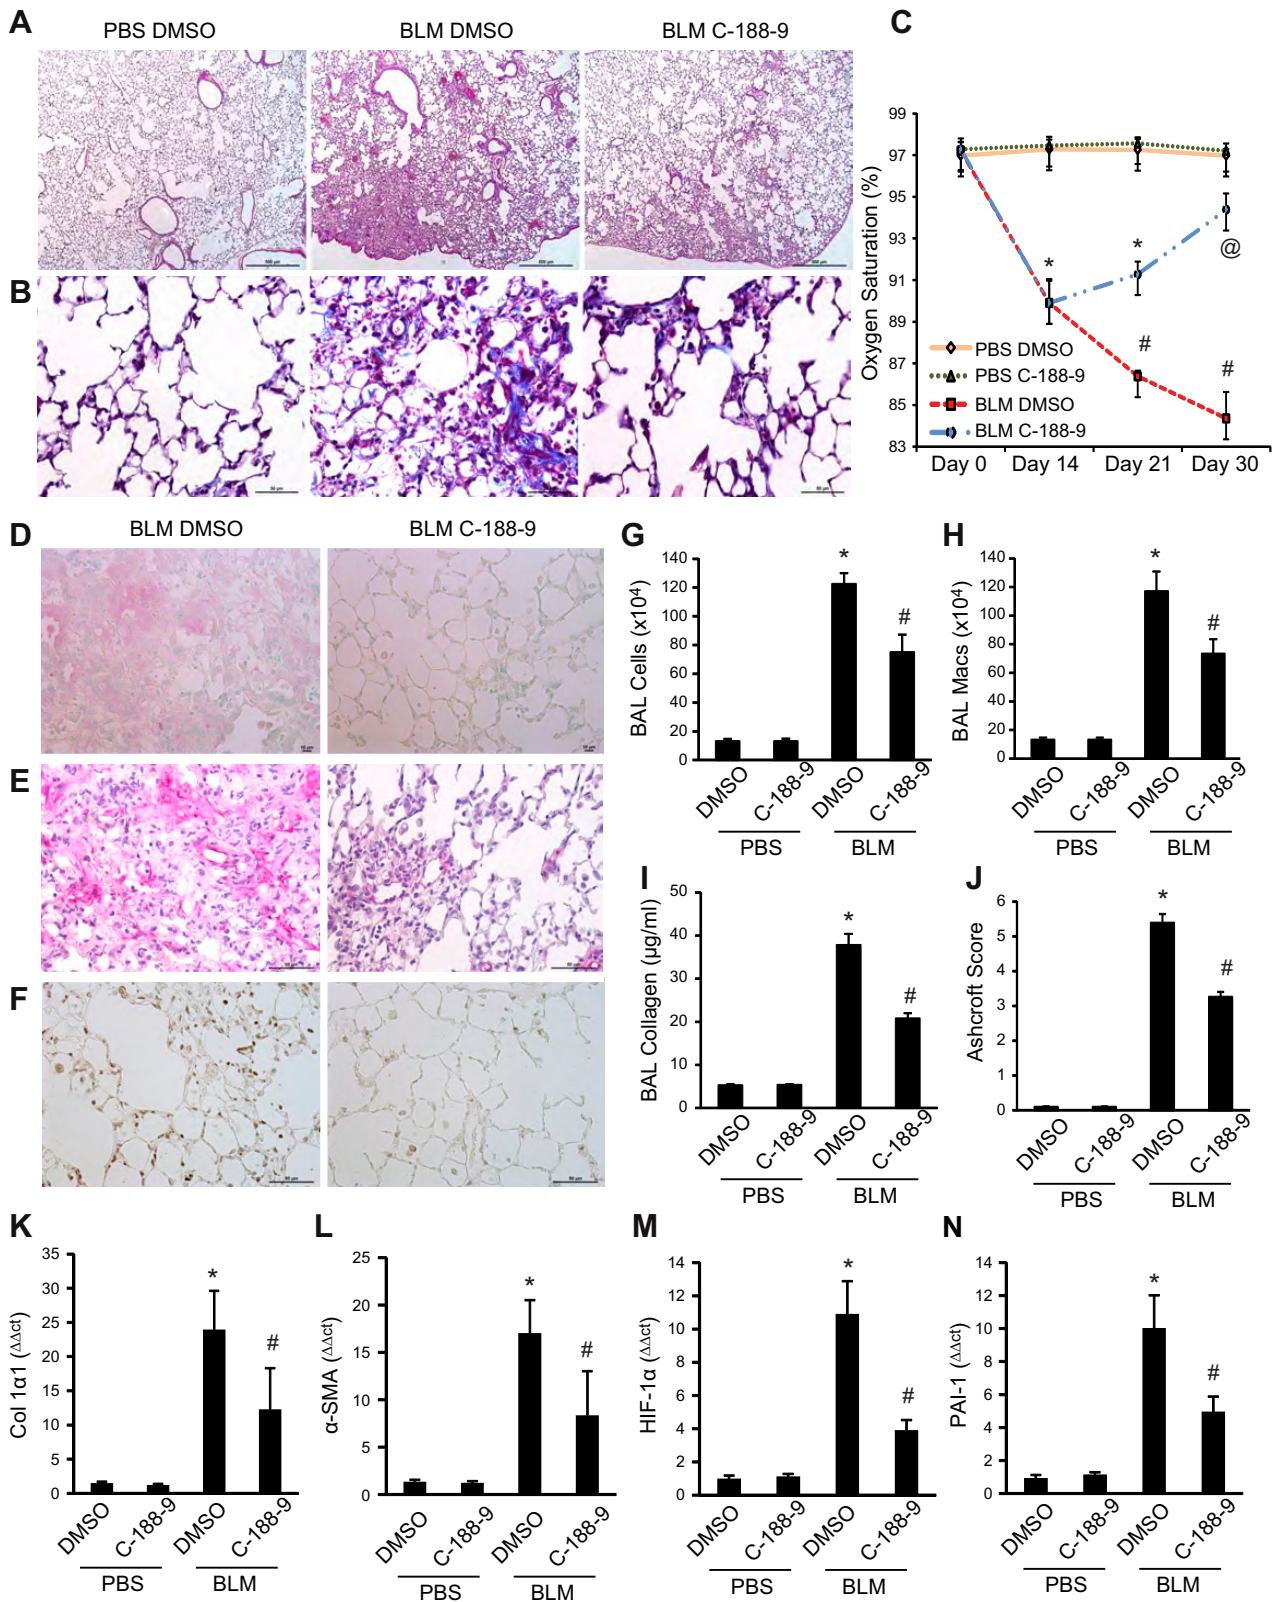 A
PBS DMSO
BLM DMSO
BLM C-188-9
B
C
Oxygen Saturation (%)
99
97
95
93
91
89
87
85
83
*
*
@
#
#
PBS DMSO
PBS C-188-9
BLM DMSO
BLM C-188-9
Day 0
Day 14
Day 21
Day 30
D
BLM DMSO
BLM C-188-9
E
F
G
BAL Cells (x10⁴)
140
120
100
80
60
40
20
0
*
#
DMSO
C-188-9
DMSO
C-188-9
PBS
BLM
H
BAL Macs (x10⁴)
140
120
100
80
60
40
20
0
*
#
DMSO
C-188-9
DMSO
C-188-9
PBS
BLM
I
BAL Collagen (µg/ml)
50
40
30
20
10
0
*
#
DMSO
C-188-9
DMSO
C-188-9
PBS
BLM
J
Ashcroft Score
6
5
4
3
2
1
0
*
#
DMSO
C-188-9
DMSO
C-188-9
PBS
BLM
K
Col 1α1 (ΔΔct)
35
30
25
20
15
10
5
0
*
#
DMSO
C-188-9
DMSO
C-188-9
PBS
BLM
L
α-SMA (ΔΔct)
25
20
15
10
5
0
*
#
DMSO
C-188-9
DMSO
C-188-9
PBS
BLM
M
HIF-1α (ΔΔct)
14
12
10
8
6
4
2
0
*
#
DMSO
C-188-9
DMSO
C-188-9
PBS
BLM
N
PAI-1 (ΔΔct)
14
12
10
8
6
4
2
0
*
#
DMSO
C-188-9
DMSO
C-188-9
PBS
BLM